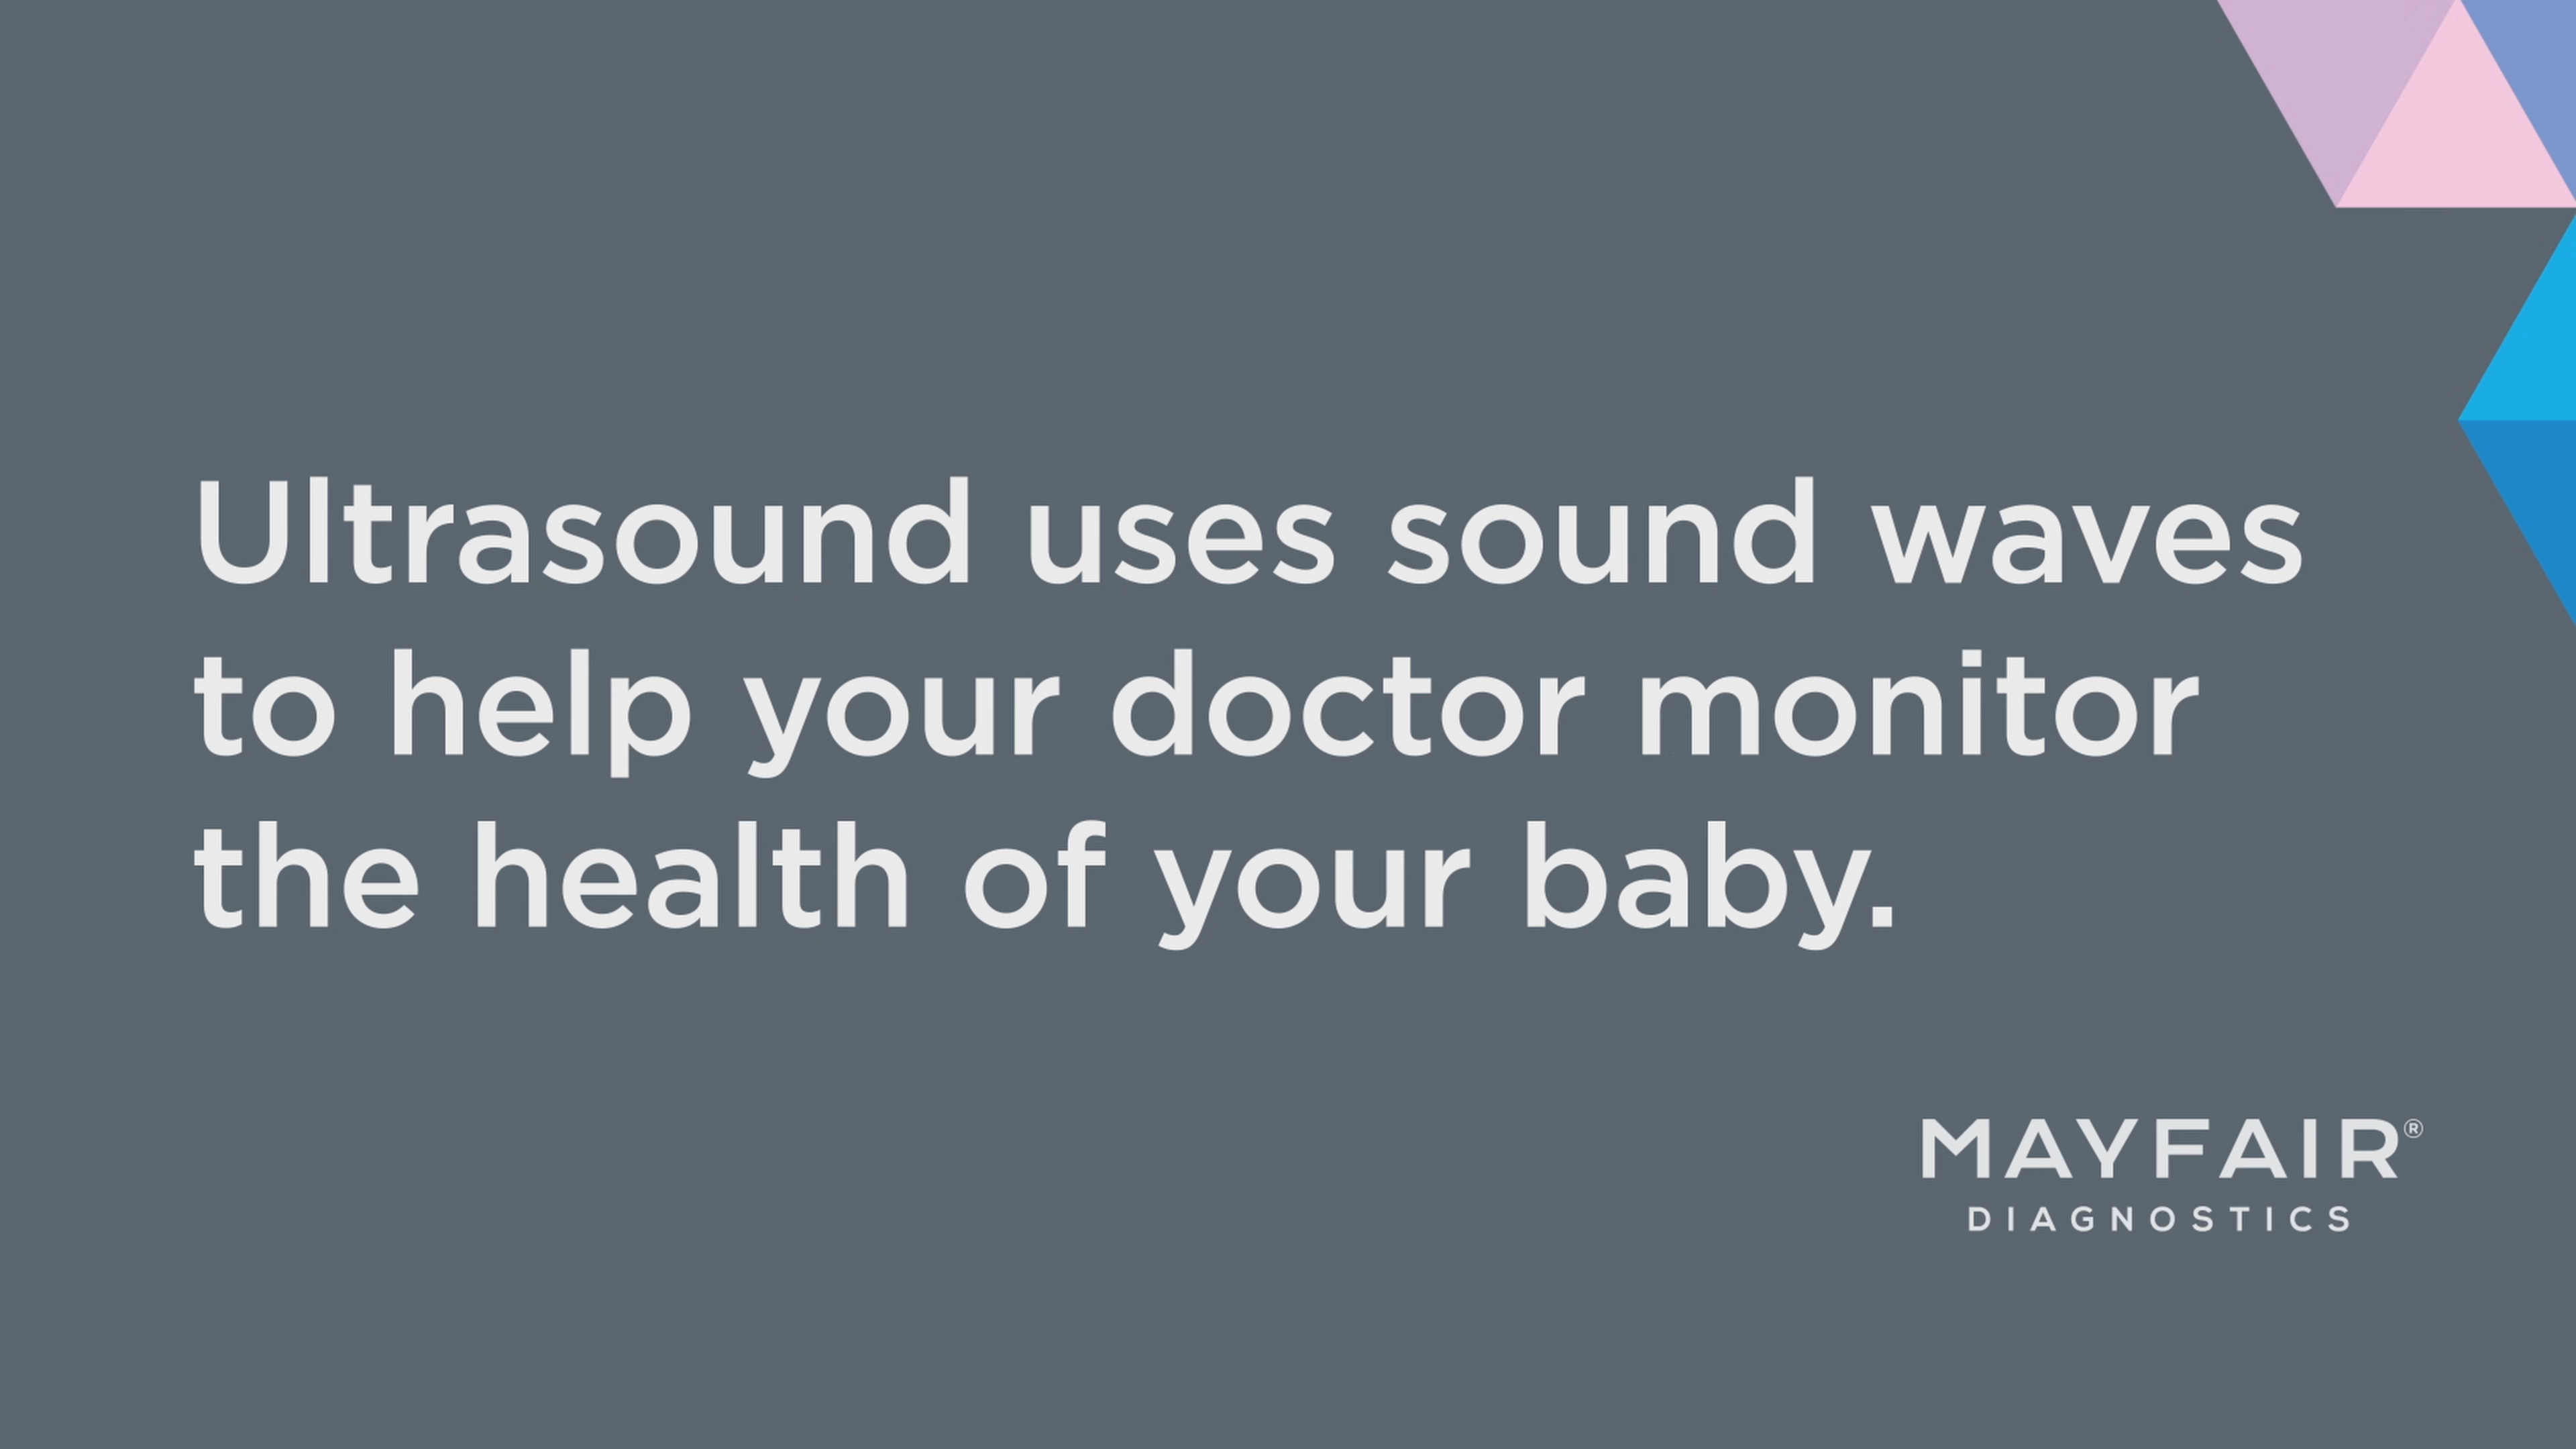 Ultrasound uses sound waves
to help your doctor monitor
the health of your baby.
MAYFAIR®
DIAGNOSTICS